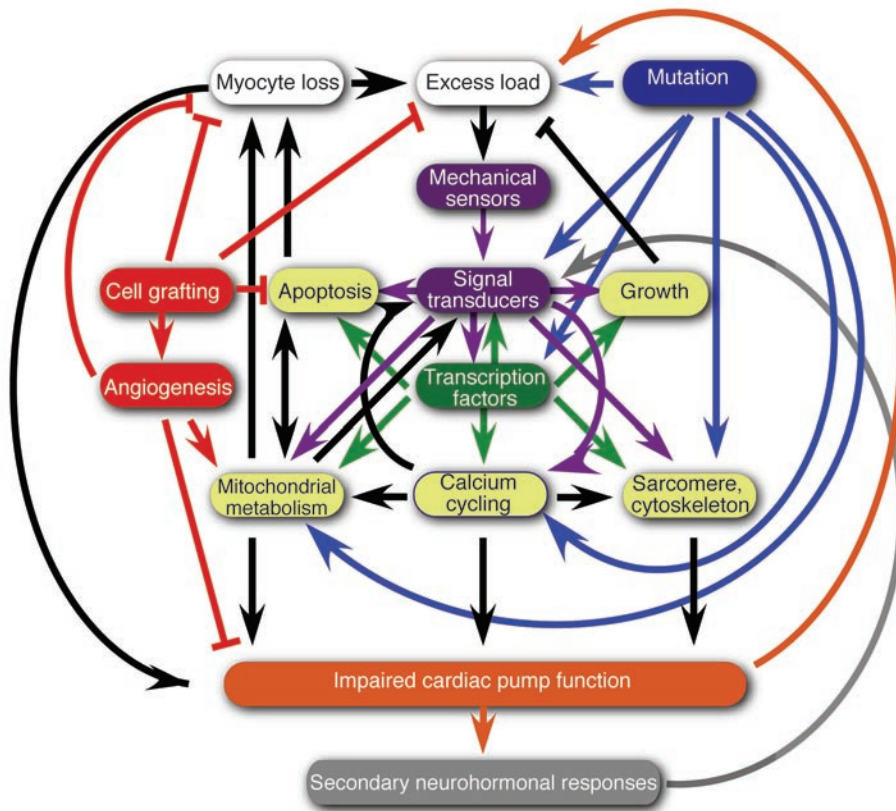 Myocyte loss
Excess load
Mutation
Mechanical
sensors
Cell grafting
Apoptosis
Signal
transducers
Growth
Angiogenesis
Transcription
factors
Mitochondrial
metabolism
Calcium
cycling
Sarcomere,
cytoskeleton
Impaired cardiac pump function
Secondary neurohormonal responses